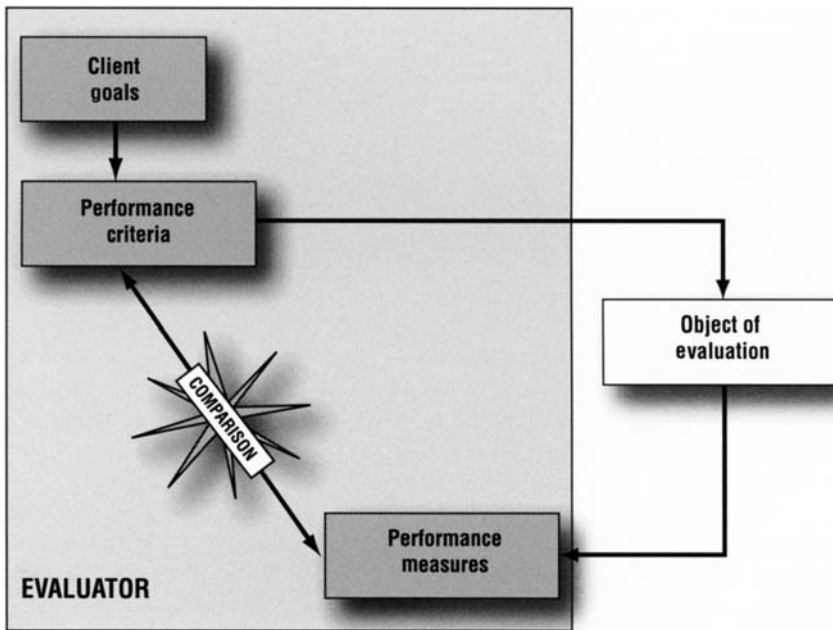 Client
goals
Performance
criteria
Object of
evaluation
COMPARISON
Performance
measures
EVALUATOR